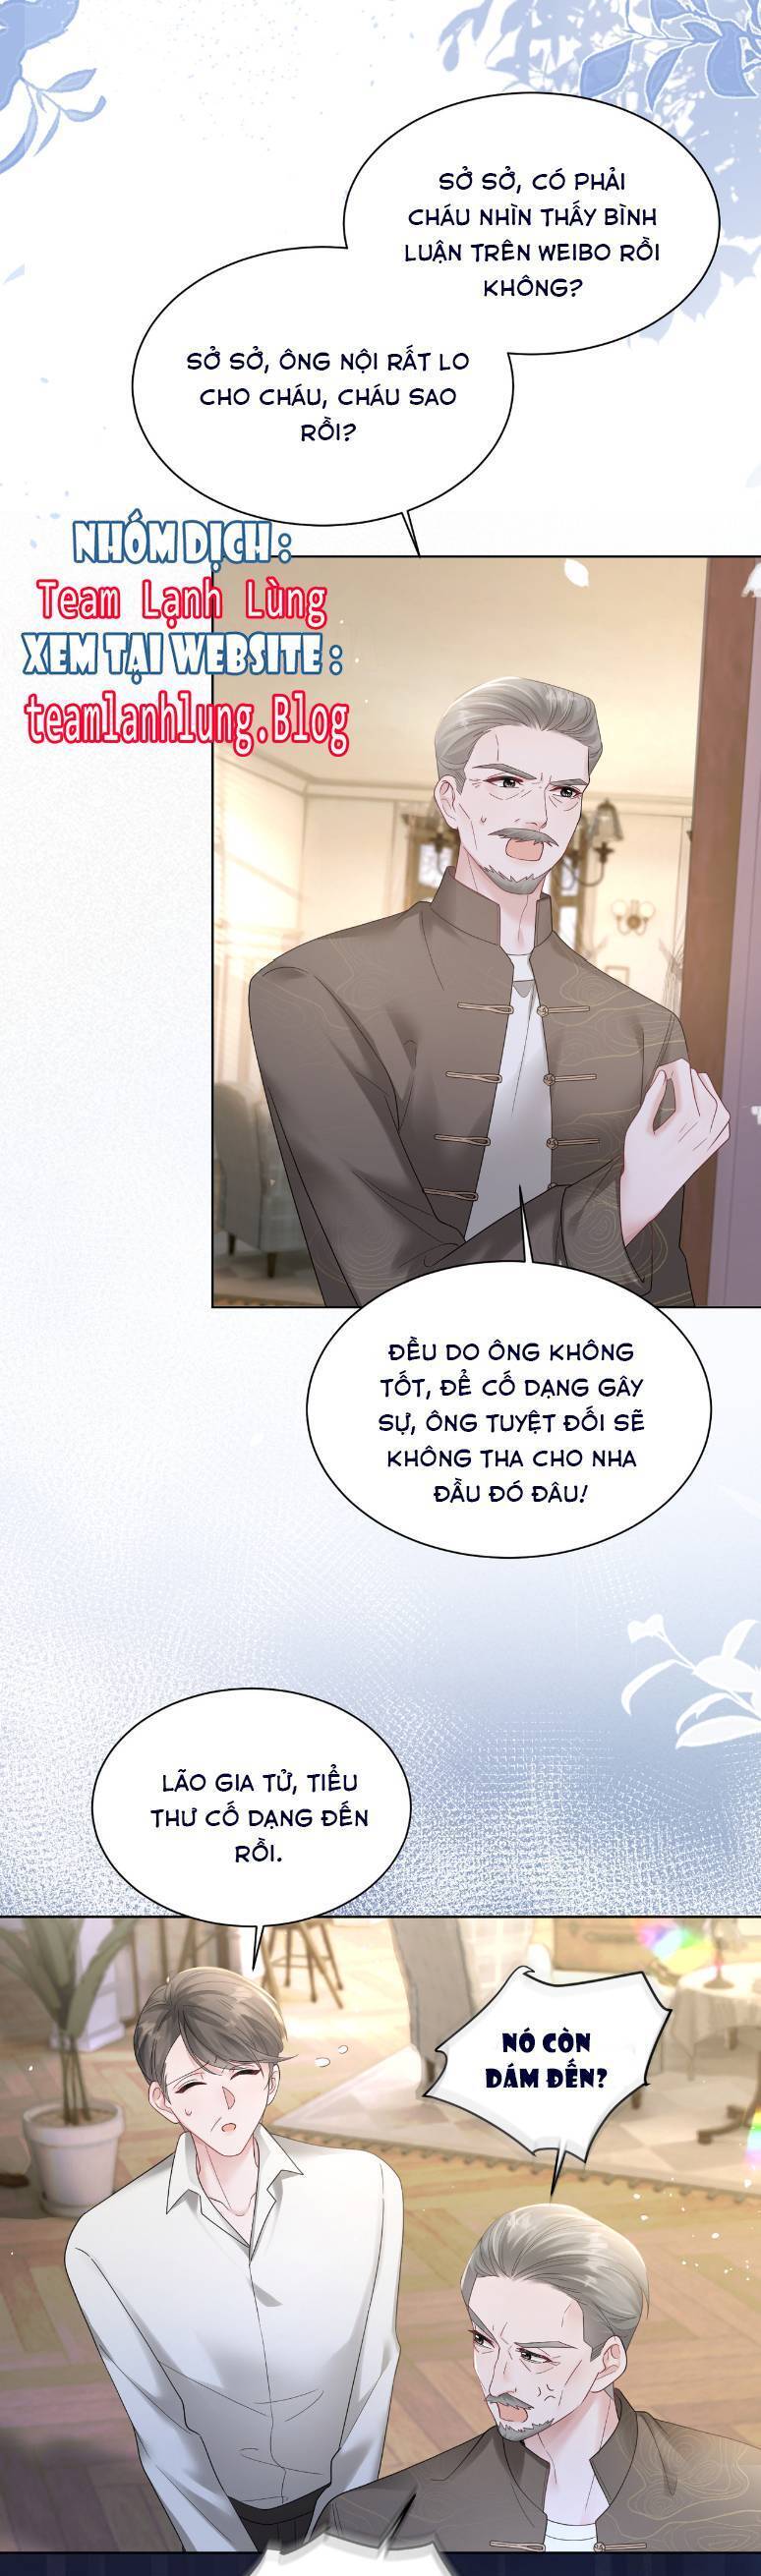 SỞ SỞ, CÓ PHẢI
CHÁU NHÌN THẤY BÌNH
LUẬN TRÊN WEIBO RỒI
KHÔNG?
SỞ SỞ, ÔNG NỘI RẤT LO
CHO CHÁU, CHÁU SAO
RỒI?
NHÓM DỊCH :
Team Lạnh Lùng
XEM TẠI WEBSITE :
teamlanhlung.Blog
ĐỀU DO ÔNG KHÔNG
TỐT, ĐỂ CỐ DẠNG GÂY
SỰ, ÔNG TUYỆT ĐỐI SẼ
KHÔNG THA CHO NHA
ĐẦU ĐÓ ĐÂU!
LÃO GIA TỬ, TIỂU
THƯ CỐ DẠNG ĐẾN
RỒI.
NÓ CÒN
DÁM ĐẾN?